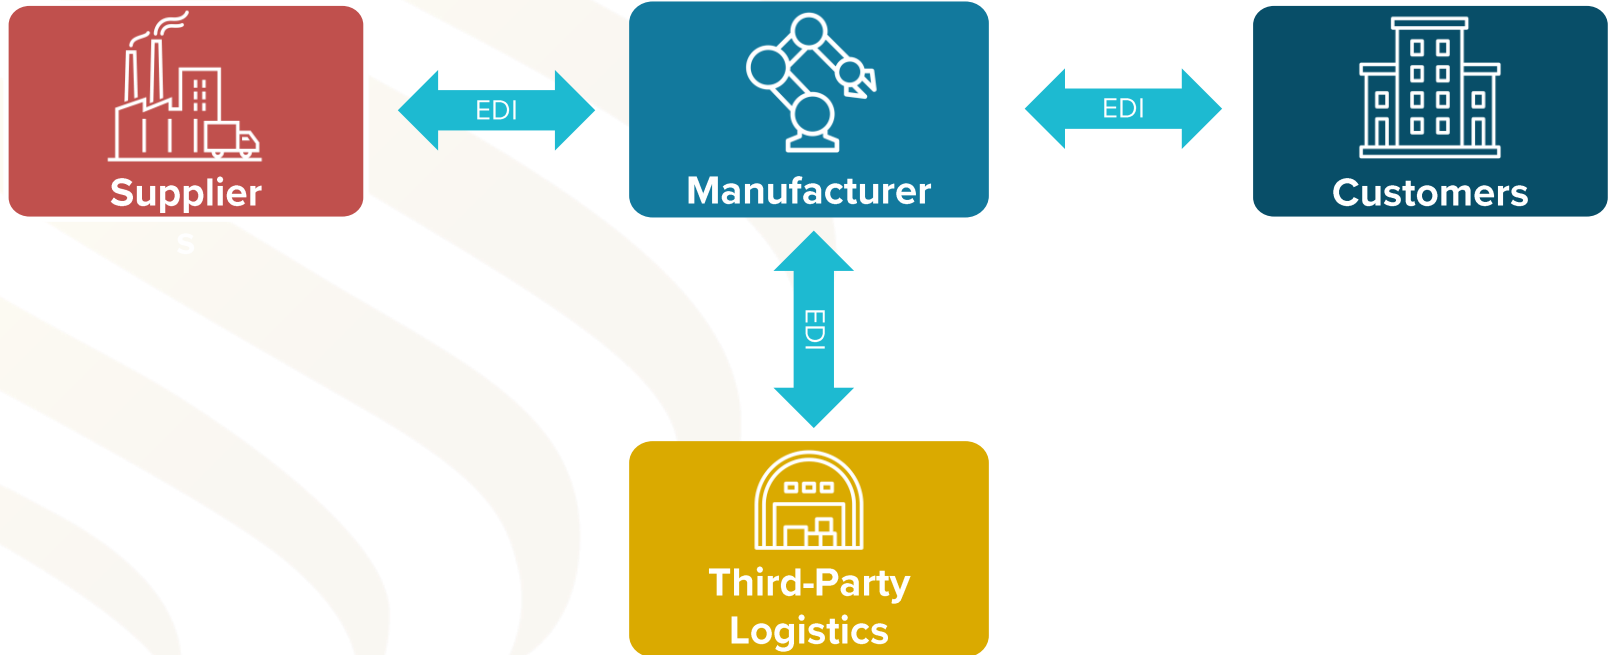 EDI
EDI
Supplier
s
Manufacturer
Customers
EDI
Third-Party
Logistics